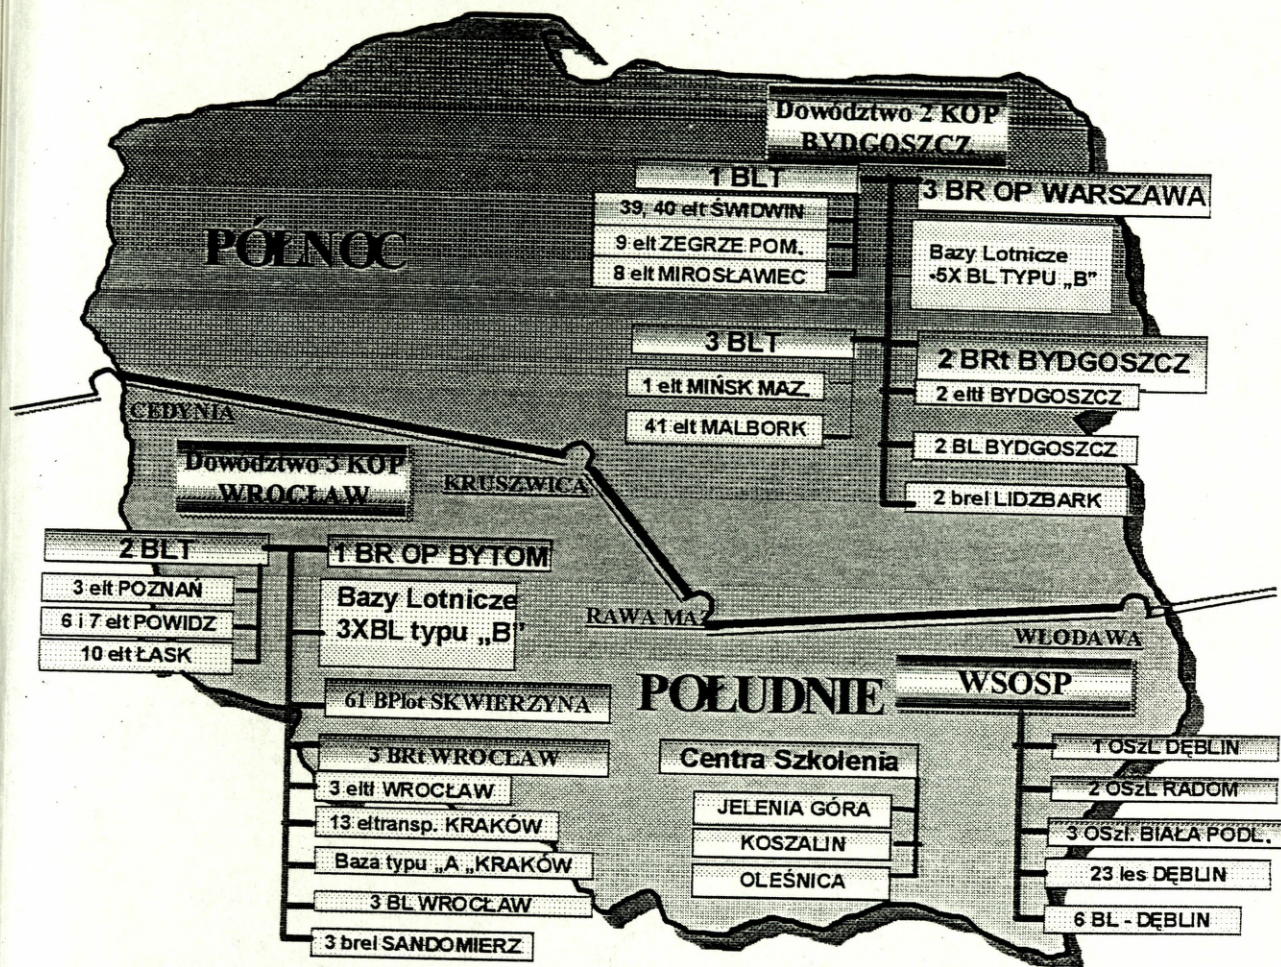 Dowództwo 2 KOP
BYDGOSZCZ
1 BLT
39, 40 elt ŚWIDWIN
9 elt ZEGRZE POM.
8 elt MIROSŁAWIEC
3 BR OP WARSZAWA
Bazy Lotnicze
-5X BL TYPU „B”
PÓŁNOC
3 BLT
1 elt MIŃSK MAZ.
41 elt MALBORK
2 BRt BYDGOSZCZ
2 eltł BYDGOSZCZ
2 BL BYDGOSZCZ
2 brel LIDZBARK
CEDYNIA
KRUSZWICA
RAWA MAZ
WŁODAWA
Dowództwo 3 KOP
WROCŁAW
2 BLT
3 elt POZNAŃ
6 i 7 elt POWIDZ
10 elt ŁASK
1 BR OP BYTOM
Bazy Lotnicze
3XBL typu „B”
61 BPlot SKWIERZYNA
3 BRt WROCŁAW
3 eltł WROCŁAW
13 eltransp. KRAKÓW
Baza typu „A „KRAKÓW
3 BL WROCŁAW
3 brel SANDOMIERZ
POŁUDNIE
Centra Szkolenia
JELENIA GÓRA
KOSZALIN
OLEŚNICA
WSOSP
1 OSzL DĘBLIN
2 OSzL RADOM
3 OSzl. BIAŁA PODL.
23 les DĘBLIN
6 BL - DĘBLIN